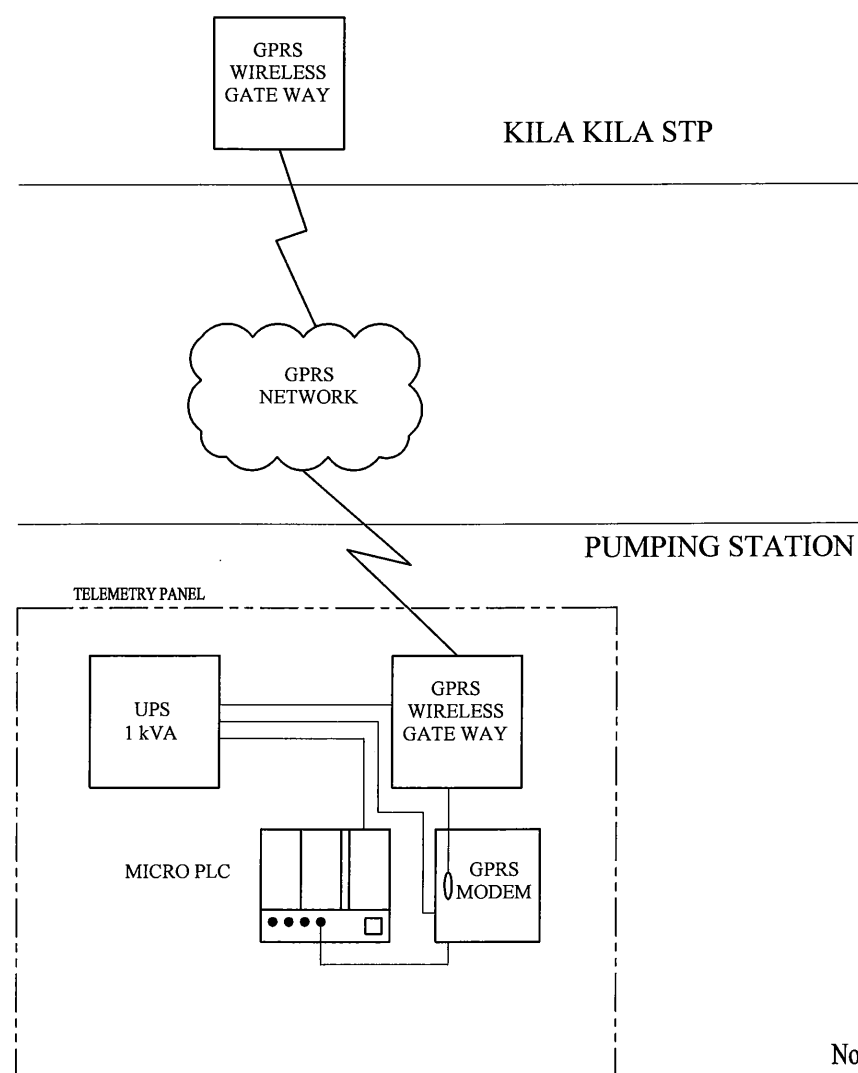 GPRS
WIRELESS
GATE WAY
KILA KILA STP
GPRS
NETWORK
PUMPING STATION
TELEMETRY PANEL
UPS
1 kVA
GPRS
WIRELESS
GATE WAY
MICRO PLC
GPRS
MODEM
No